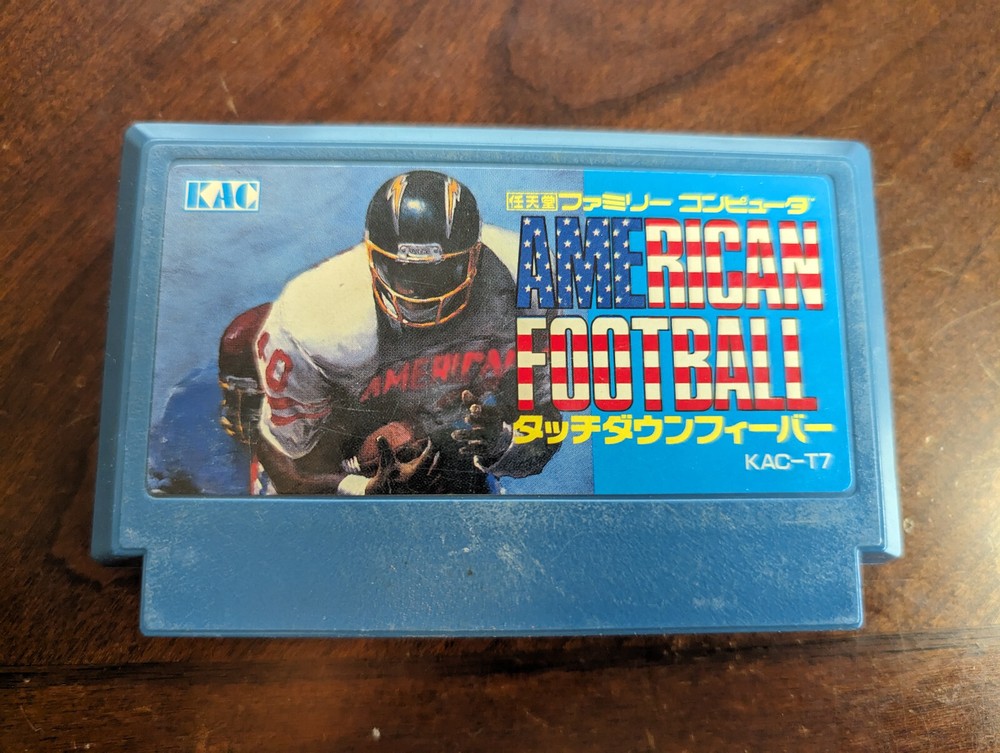 KAC
任天堂 ファミリー コンピュータ
AMERICAN
FOOTBALL
タッチダウンフィーバー
KAC-T7
AMERICAN